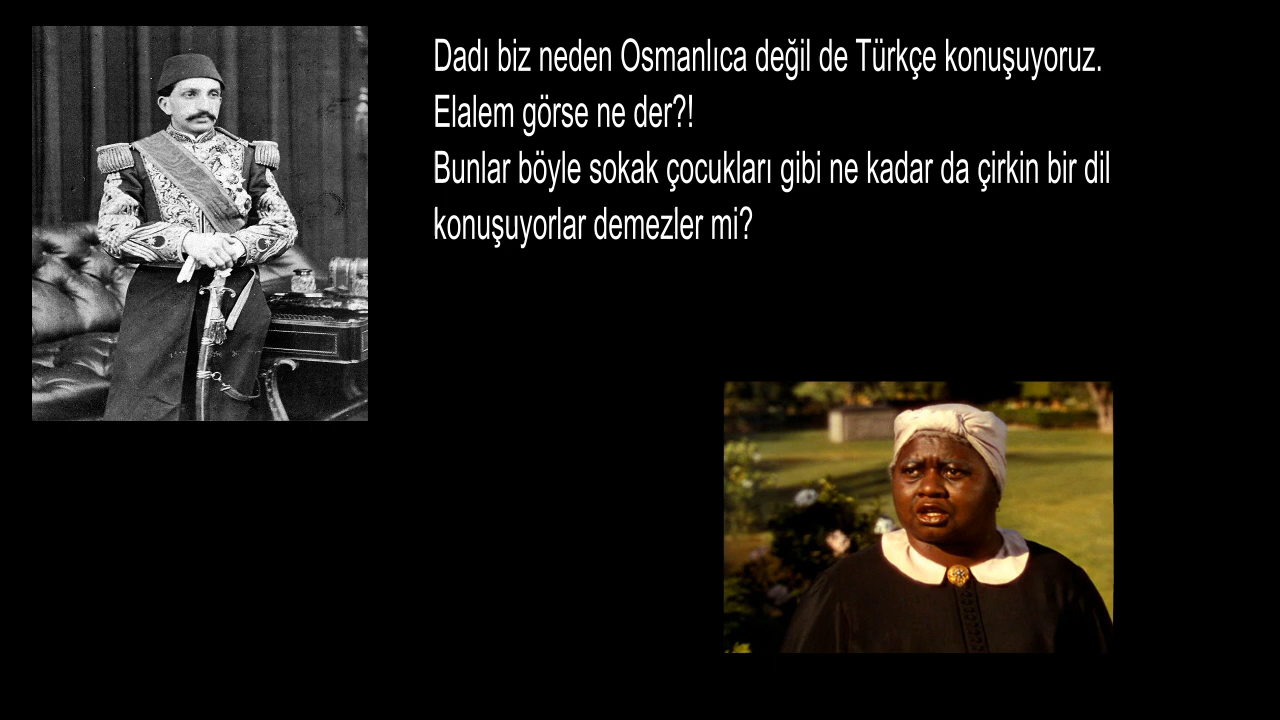 Dadı biz neden Osmanlıca değil de Türkçe konuşuyoruz.
Elalem görse ne der?!
Bunlar böyle sokak çocukları gibi ne kadar da çirkin bir dil
konuşuyorlar demezler mi?